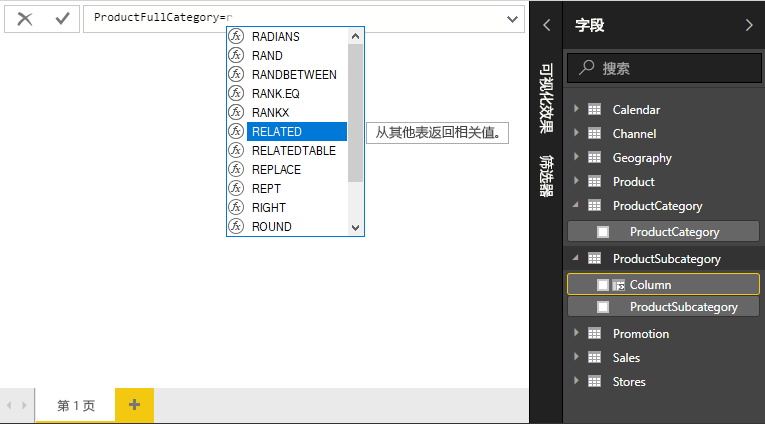 ProductFullCategory=r
RADIANS
RAND
RANDBETWEEN
RANK.EQ
RANKX
RELATED
RELATEDTABLE
REPLACE
REPT
RIGHT
ROUND
从其他表返回相关值。
第 1 页
可视化效果
筛选器
字段
搜索
Calendar
Channel
Geography
Product
ProductCategory
ProductCategory
ProductSubcategory
Column
ProductSubcategory
Promotion
Sales
Stores